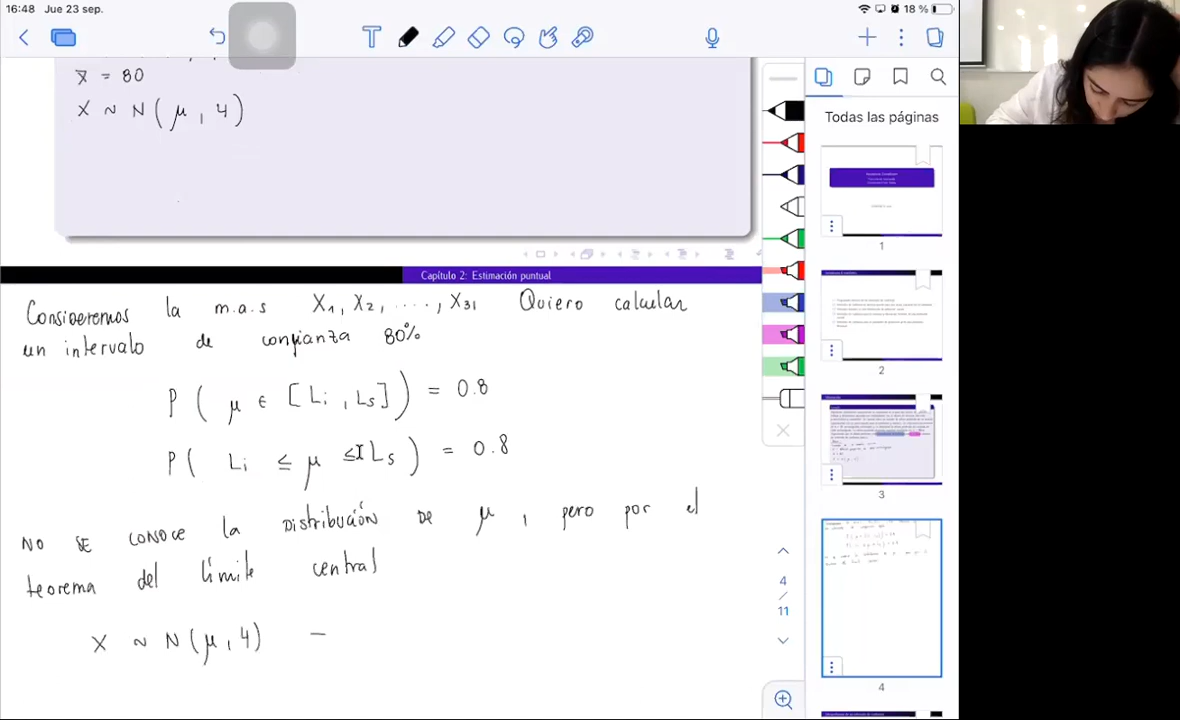 16:48 Jue 23 sep.
18 %
x̄ = 80
X ~ N(μ, 4)
Capítulo 2: Estimación puntual
Consideremos la m.a.s X1, X2, ...., X31 Quiero calcular
un intervalo de confianza 80%
P ( μ ∈ [Li, Ls] ) = 0.8
P( Li ≤ μ ≤ILs ) = 0.8
NO SE CONOCE la DISTRIBUCIÓN DE μ, pero por el
teorema del límite central
X ~ N(μ, 4) –
Todas las páginas
1
2
3
4
4
/
11